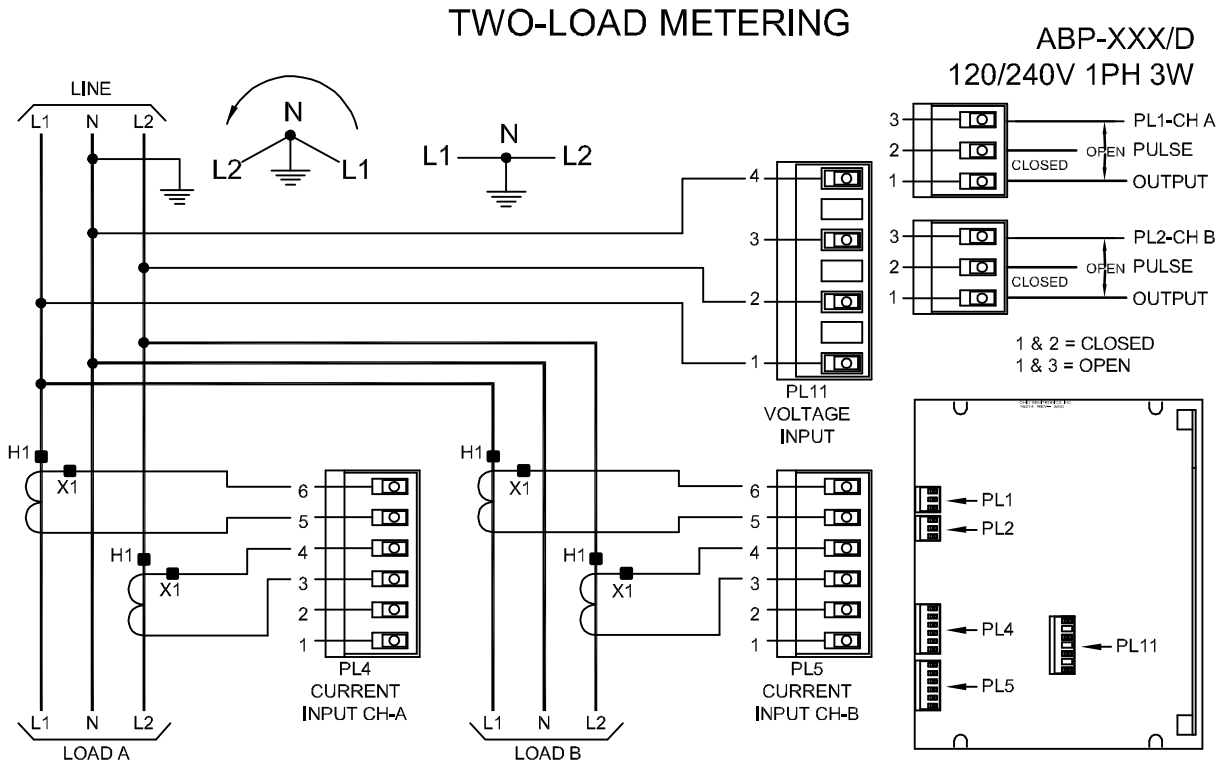 TWO-LOAD METERING
ABP-XXX/D
120/240V 1PH 3W
LINE
L1 N L2
N
L2 L1
N
L1 L2
4
3
2
1
PL11
VOLTAGE
INPUT
3 PL1-CH A
2 CLOSED OPEN PULSE
1 OUTPUT
3 PL2-CH B
2 CLOSED OPEN PULSE
1 OUTPUT
1 & 2 = CLOSED
1 & 3 = OPEN
H1
X1
H1
X1
6
5
4
3
2
1
PL4
CURRENT
INPUT CH-A
H1
X1
H1
X1
6
5
4
3
2
1
PL5
CURRENT
INPUT CH-B
L1 N L2
LOAD A
L1 N L2
LOAD B
PL1
PL2
PL4
PL5
PL11